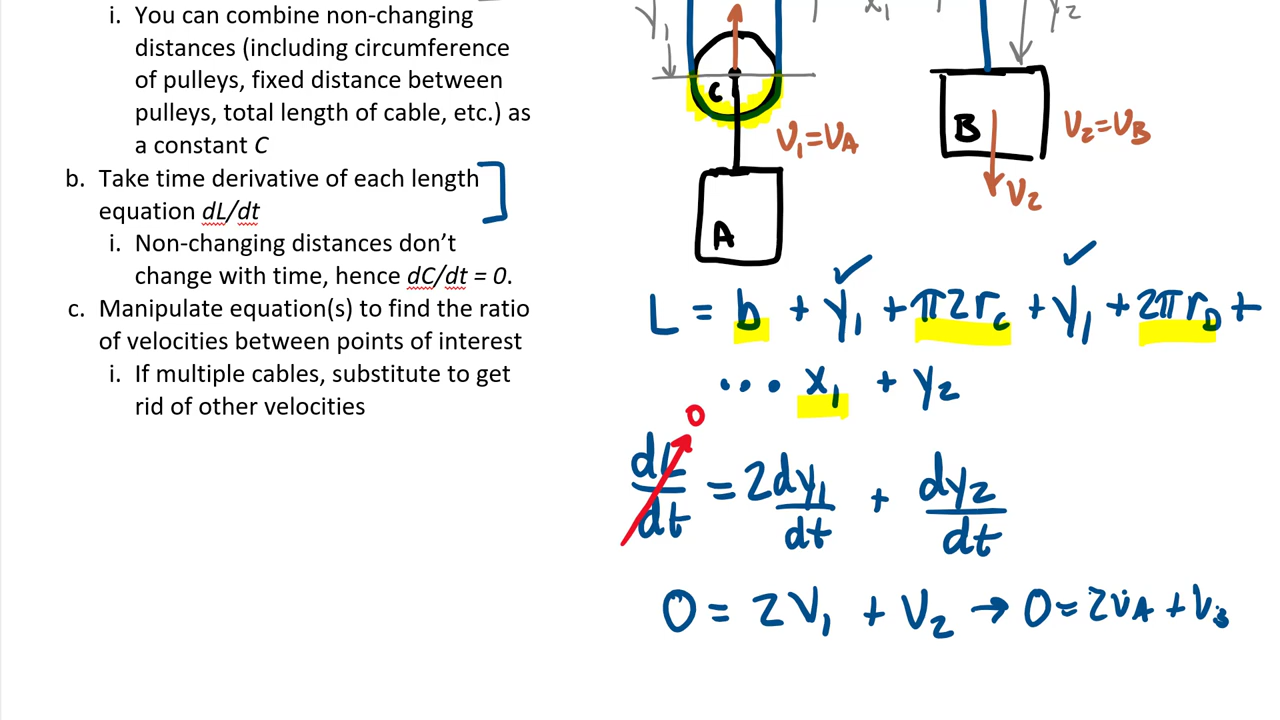 i. You can combine non-changing
distances (including circumference
of pulleys, fixed distance between
pulleys, total length of cable, etc.) as
a constant C
b. Take time derivative of each length
equation dL/dt
i. Non-changing distances don't
change with time, hence dC/dt = 0.
c. Manipulate equation(s) to find the ratio
of velocities between points of interest
i. If multiple cables, substitute to get
rid of other velocities
y₁
x₁
y₂
C
V₁=VA
B
V₂=VB
V₂
A
L = b + y₁ + π2rC + y₁ + 2πrD +
... x₁ + y₂
0
dL/dt = 2dy₁/dt + dy₂/dt
0 = 2V₁ + V₂ → 0=2VA + VB